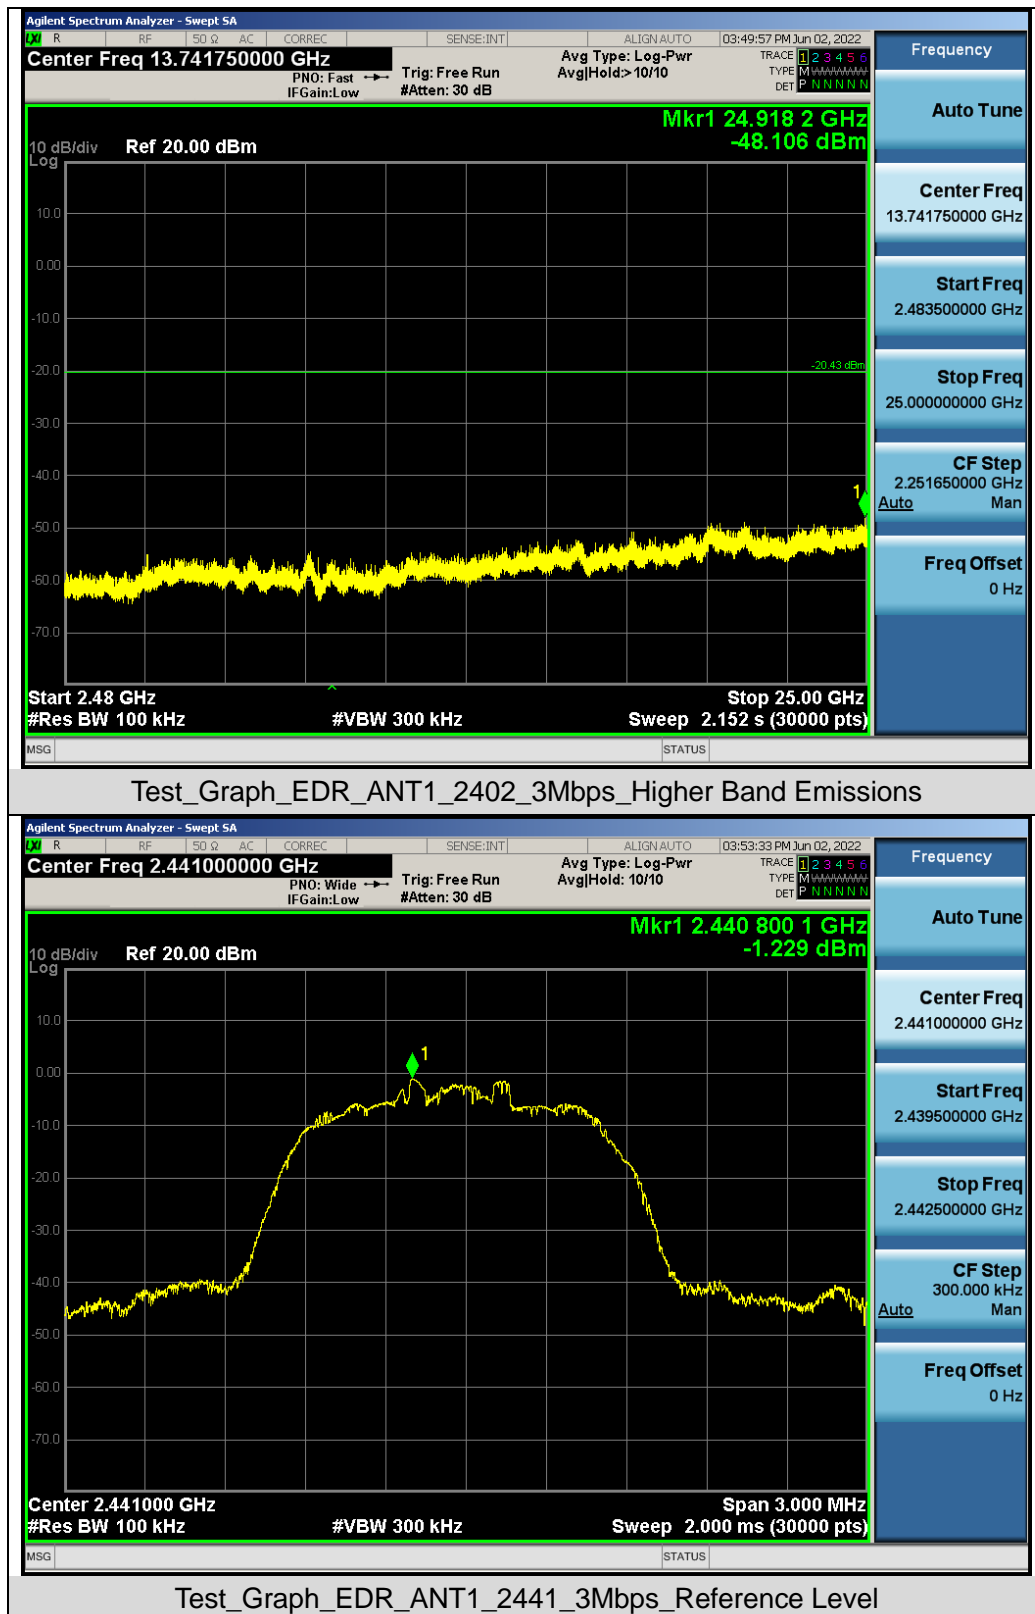 Agilent Spectrum Analyzer - Swept SA
LXI R RF 50 Ω AC CORREC SENSE:INT ALIGN AUTO 03:49:57 PM Jun 02, 2022
Center Freq 13.741750000 GHz
PNO: Fast
IFGain:Low
Trig: Free Run
#Atten: 30 dB
Avg Type: Log-Pwr
Avg|Hold:>10/10
TRACE 1 2 3 4 5 6
TYPE M WWWWW
DET P N N N N N
Mkr1 24.918 2 GHz
-48.106 dBm
10 dB/div Ref 20.00 dBm
Log
10.0
0.00
-10.0
-20.0
-20.43 dBm
-30.0
-40.0
1
-50.0
-60.0
-70.0
Start 2.48 GHz Stop 25.00 GHz
#Res BW 100 kHz #VBW 300 kHz Sweep 2.152 s (30000 pts)
MSG STATUS
Frequency
Auto Tune
Center Freq
13.741750000 GHz
Start Freq
2.483500000 GHz
Stop Freq
25.000000000 GHz
CF Step
2.251650000 GHz
Auto Man
Freq Offset
0 Hz
Test_Graph_EDR_ANT1_2402_3Mbps_Higher Band Emissions
Agilent Spectrum Analyzer - Swept SA
LXI R RF 50 Ω AC CORREC SENSE:INT ALIGN AUTO 03:53:33 PM Jun 02, 2022
Center Freq 2.441000000 GHz
PNO: Wide
IFGain:Low
Trig: Free Run
#Atten: 30 dB
Avg Type: Log-Pwr
Avg|Hold: 10/10
TRACE 1 2 3 4 5 6
TYPE M WWWWW
DET P N N N N N
Mkr1 2.440 800 1 GHz
-1.229 dBm
10 dB/div Ref 20.00 dBm
Log
10.0
1
0.00
-10.0
-20.0
-30.0
-40.0
-50.0
-60.0
-70.0
Center 2.441000 GHz Span 3.000 MHz
#Res BW 100 kHz #VBW 300 kHz Sweep 2.000 ms (30000 pts)
MSG STATUS
Frequency
Auto Tune
Center Freq
2.441000000 GHz
Start Freq
2.439500000 GHz
Stop Freq
2.442500000 GHz
CF Step
300.000 kHz
Auto Man
Freq Offset
0 Hz
Test_Graph_EDR_ANT1_2441_3Mbps_Reference Level